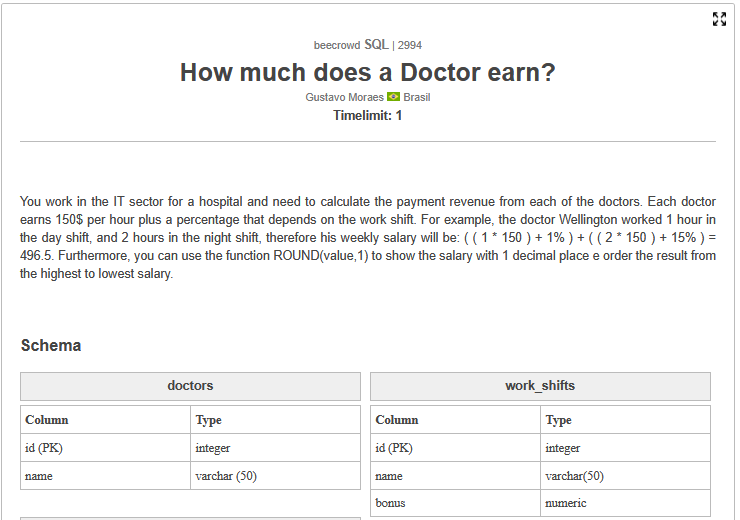 beecrowd SQL | 2994
How much does a Doctor earn?
Gustavo Moraes Brasil
Timelimit: 1
You work in the IT sector for a hospital and need to calculate the payment revenue from each of the doctors. Each doctor
earns 150$ per hour plus a percentage that depends on the work shift. For example, the doctor Wellington worked 1 hour in
the day shift, and 2 hours in the night shift, therefore his weekly salary will be: ( ( 1 * 150 ) + 1% ) + ( ( 2 * 150 ) + 15% ) =
496.5. Furthermore, you can use the function ROUND(value,1) to show the salary with 1 decimal place e order the result from
the highest to lowest salary.
Schema
doctors
Column Type
id (PK) integer
name varchar (50)
work_shifts
Column Type
id (PK) integer
name varchar(50)
bonus numeric